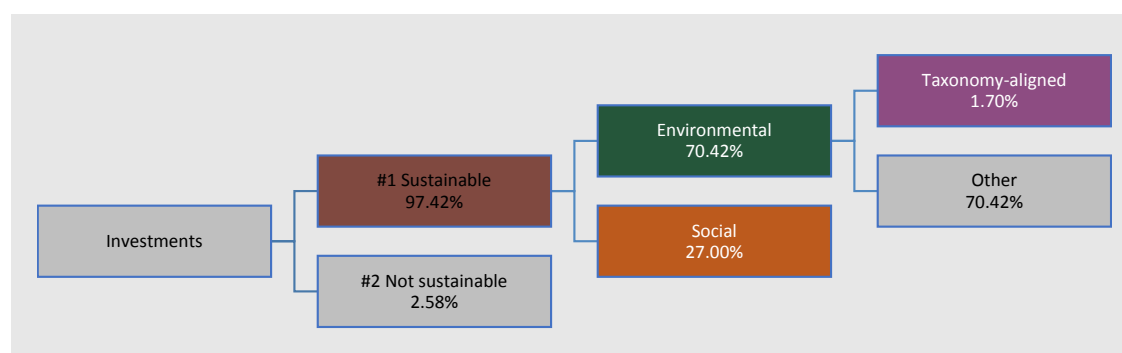 Investments
#1 Sustainable
97.42%
#2 Not sustainable
2.58%
Environmental
70.42%
Social
27.00%
Taxonomy-aligned
1.70%
Other
70.42%